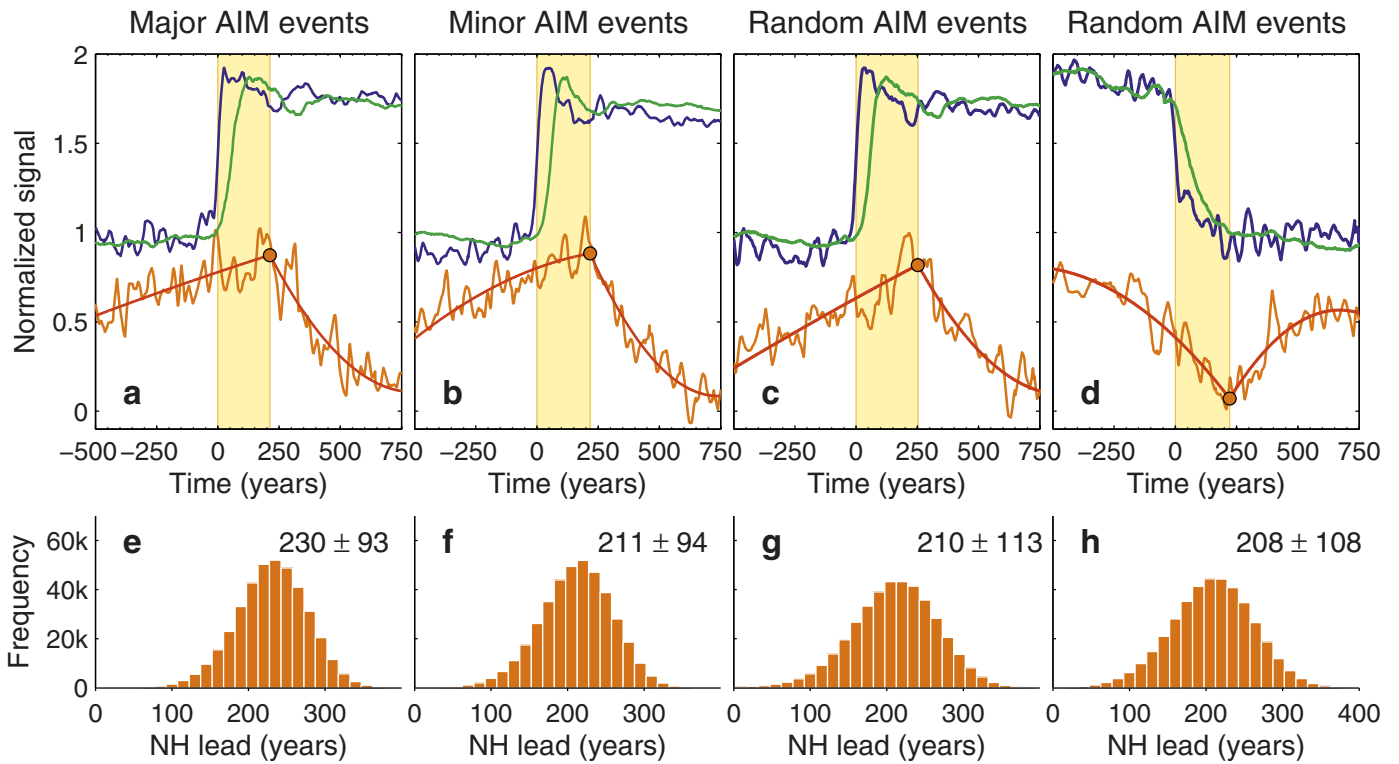 Major AIM events Minor AIM events Random AIM events Random AIM events
2
1.5
1
0.5
0
Normalized signal
a b c d
−500 −250 0 250 500 750 −250 0 250 500 750 −250 0 250 500 750 −250 0 250 500 750
Time (years) Time (years) Time (years) Time (years)
e 230 ± 93 f 211 ± 94 g 210 ± 113 h 208 ± 108
60k
40k
20k
0
Frequency
0 100 200 300 0 100 200 300 0 100 200 300 0 100 200 300 400
NH lead (years) NH lead (years) NH lead (years) NH lead (years)